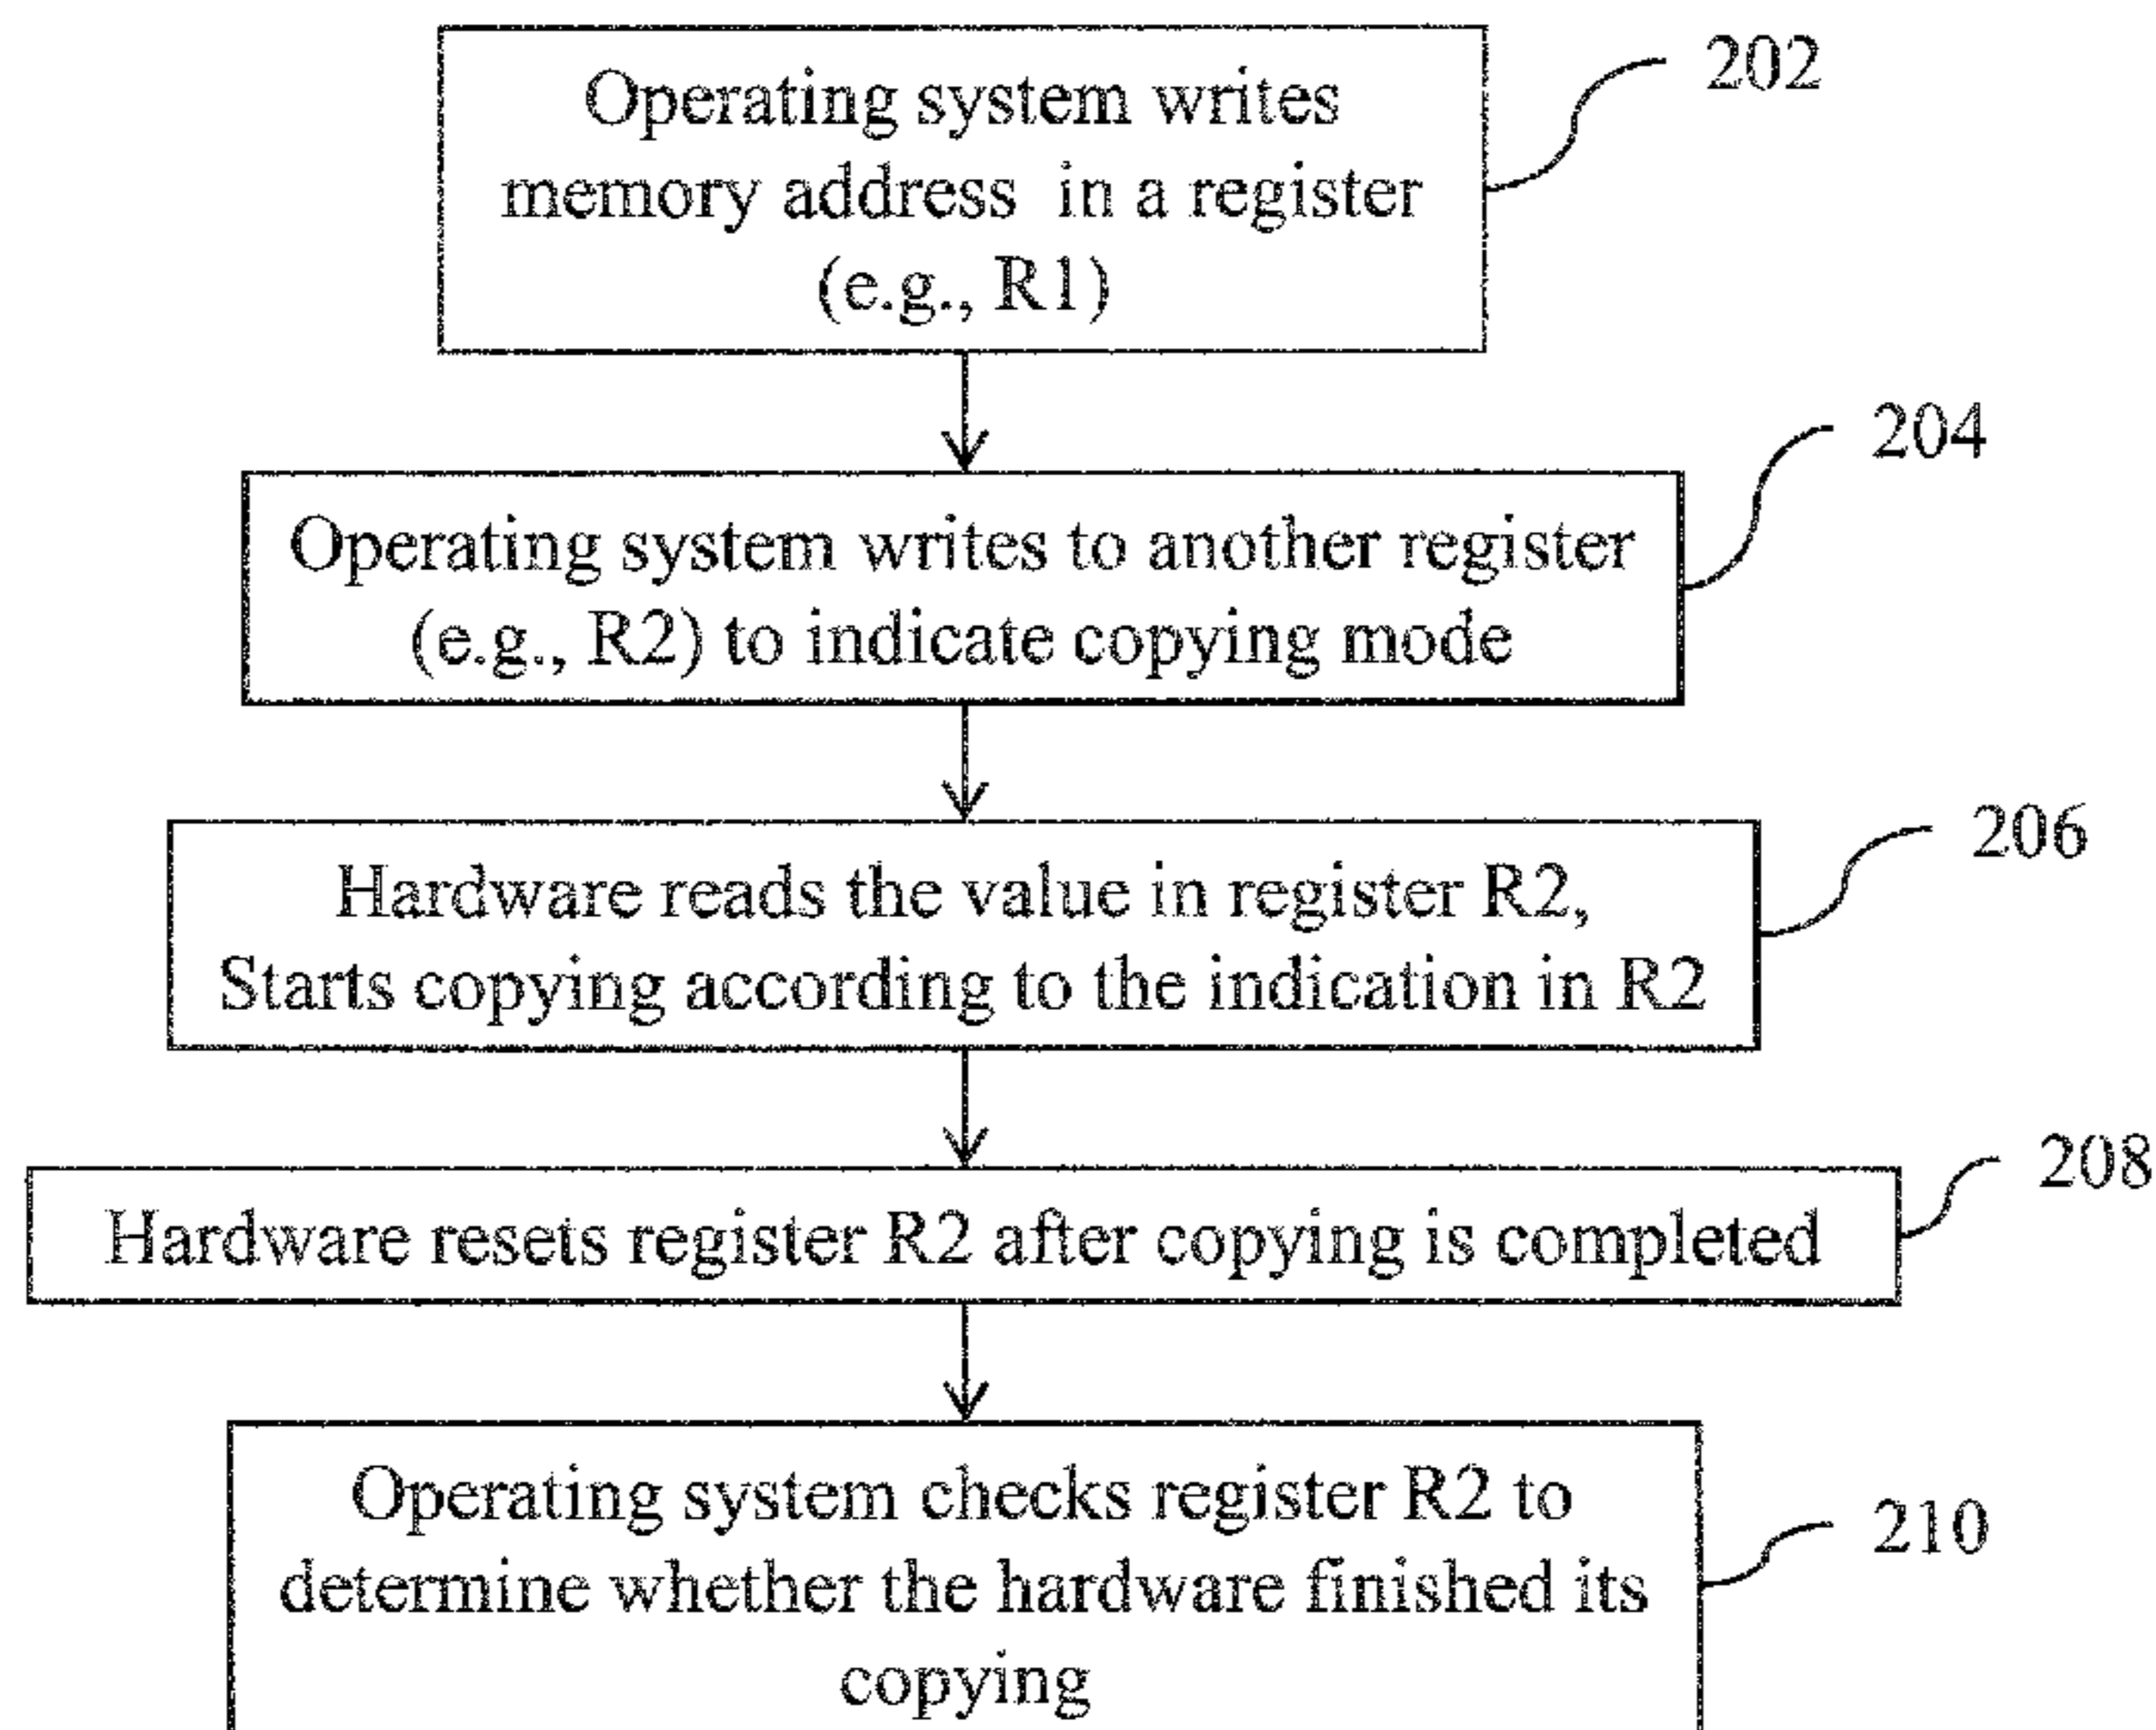 Operating system writes
memory address in a register
(e.g., R1)
202
Operating system writes to another register
(e.g., R2) to indicate copying mode
204
Hardware reads the value in register R2,
Starts copying according to the indication in R2
206
Hardware resets register R2 after copying is completed
208
Operating system checks register R2 to
determine whether the hardware finished its
copying
210